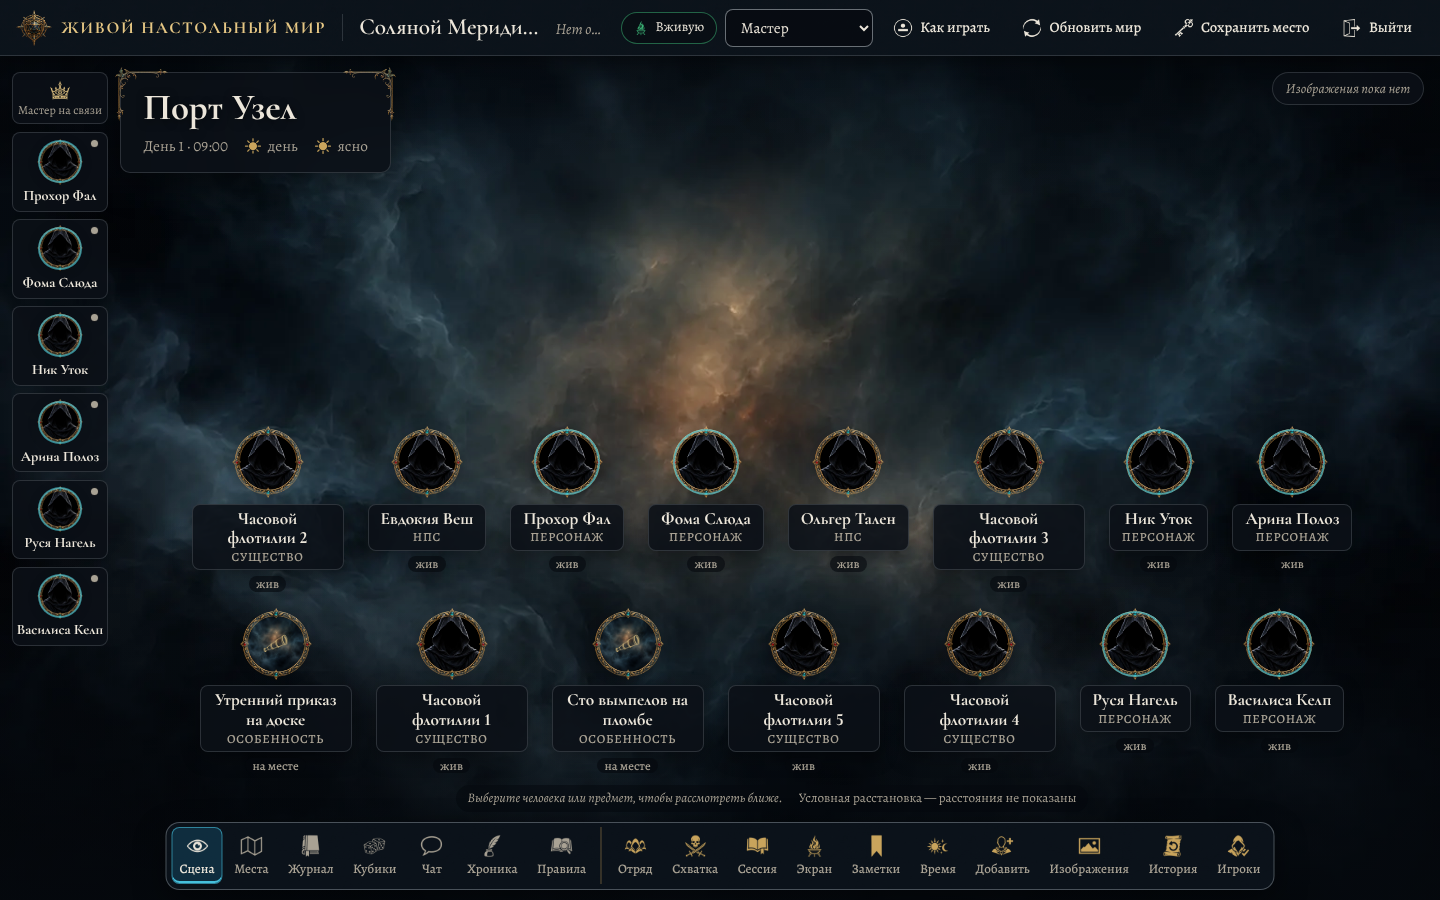 ЖИВОЙ НАСТОЛЬНЫЙ МИР
Соляной Мериди...
Нет о...
Вживую
Мастер
Как играть
Обновить мир
Сохранить место
Выйти
Мастер на связи
Прохор Фал
Фома Слюда
Ник Уток
Арина Полоз
Руся Нагель
Василиса Келп
Порт Узел
День 1 · 09:00
день
ясно
Изображения пока нет
Часовой
флотилии 2
СУЩЕСТВО
жив
Евдокия Веш
НПС
жив
Прохор Фал
ПЕРСОНАЖ
жив
Фома Слюда
ПЕРСОНАЖ
жив
Ольгер Тален
НПС
жив
Часовой
флотилии 3
СУЩЕСТВО
жив
Ник Уток
ПЕРСОНАЖ
жив
Арина Полоз
ПЕРСОНАЖ
жив
Утренний приказ
на доске
ОСОБЕННОСТЬ
на месте
Часовой
флотилии 1
СУЩЕСТВО
жив
Сто вымпелов на
пломбе
ОСОБЕННОСТЬ
на месте
Часовой
флотилии 5
СУЩЕСТВО
жив
Часовой
флотилии 4
СУЩЕСТВО
жив
Руся Нагель
ПЕРСОНАЖ
жив
Василиса Келп
ПЕРСОНАЖ
жив
Выберите человека или предмет, чтобы рассмотреть ближе.
Условная расстановка — расстояния не показаны
Сцена
Места
Журнал
Кубики
Чат
Хроника
Правила
Отряд
Схватка
Сессия
Экран
Заметки
Время
Добавить
Изображения
История
Игроки